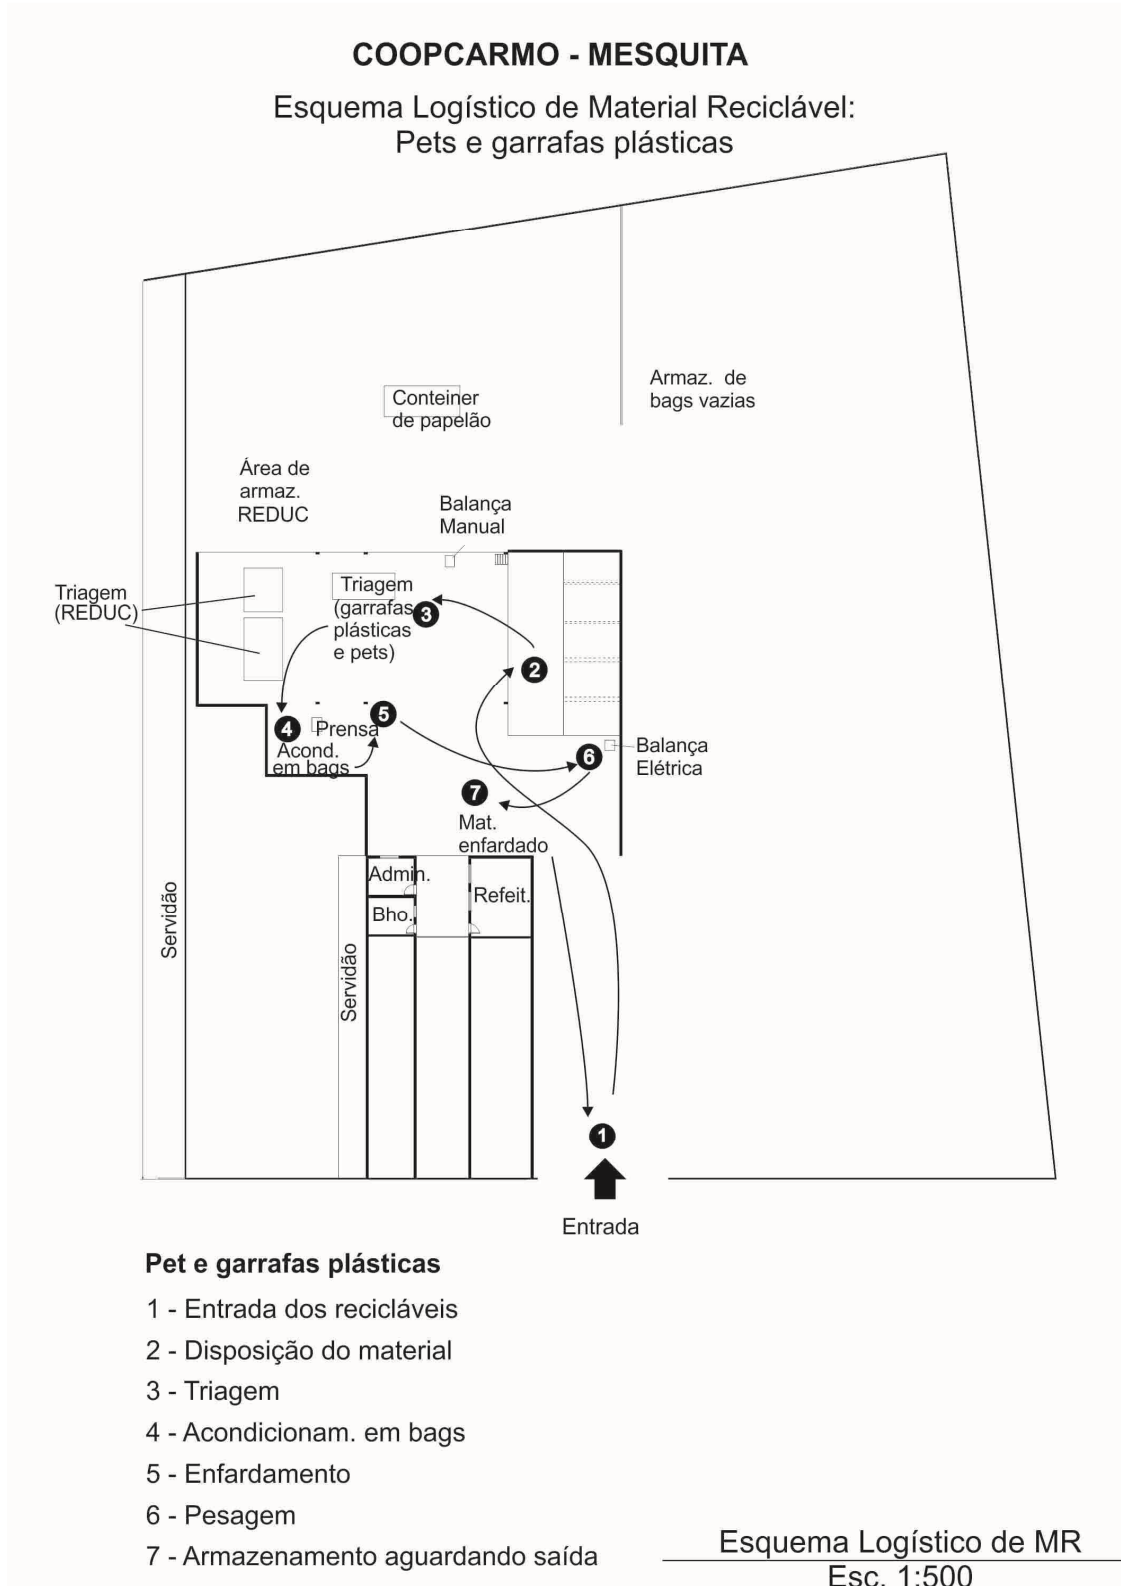 COOPCARMO - MESQUITA
Esquema Logístico de Material Reciclável:
Pets e garrafas plásticas
Conteiner
de papelão
Armaz. de
bags vazias
Área de
armaz.
REDUC
Balança
Manual
Triagem
(REDUC)
Triagem
(garrafas
plásticas
e pets)
3
2
4
Prensa
5
Acond.
em bags
6
Balança
Elétrica
7
Mat.
enfardado
Admin.
Bho.
Refeit.
Servidão
Servidão
1
Entrada
Pet e garrafas plásticas
1 - Entrada dos recicláveis
2 - Disposição do material
3 - Triagem
4 - Acondicionam. em bags
5 - Enfardamento
6 - Pesagem
7 - Armazenamento aguardando saída
Esquema Logístico de MR
Esc. 1:500